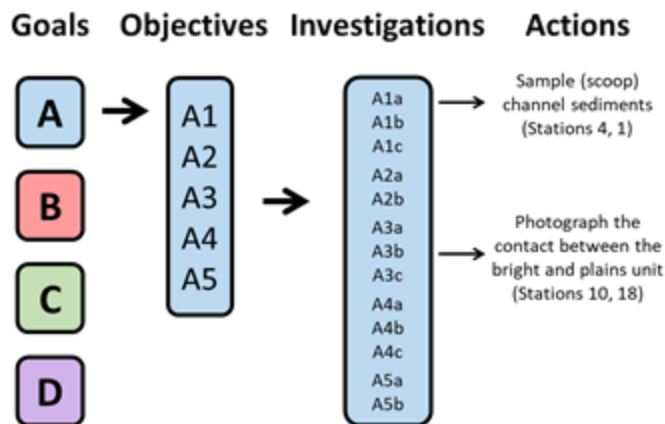 Goals Objectives Investigations Actions
A
B
C
D
A1
A2
A3
A4
A5
A1a
A1b
A1c
A2a
A2b
A3a
A3b
A3c
A4a
A4b
A4c
A5a
A5b
Sample (scoop)
channel sediments
(Stations 4, 1)
Photograph the
contact between the
bright and plains unit
(Stations 10, 18)